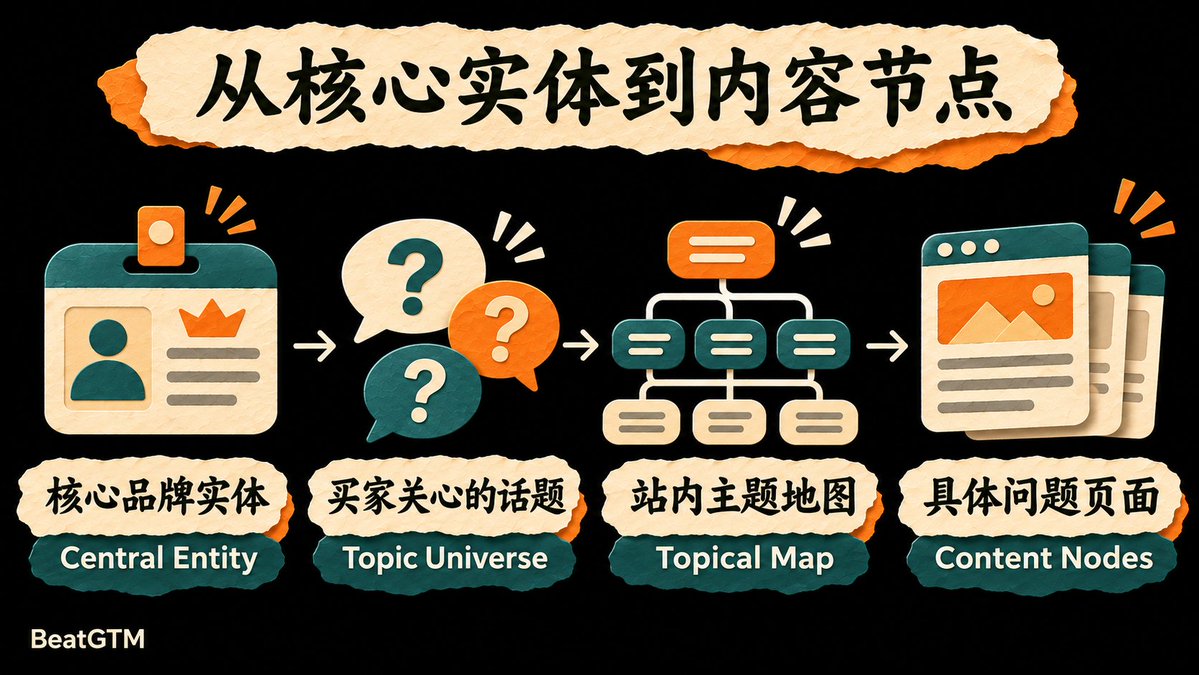 从核心实体到内容节点
核心品牌实体
Central Entity
买家关心的话题
Topic Universe
站内主题地图
Topical Map
具体问题页面
Content Nodes
BeatGTM